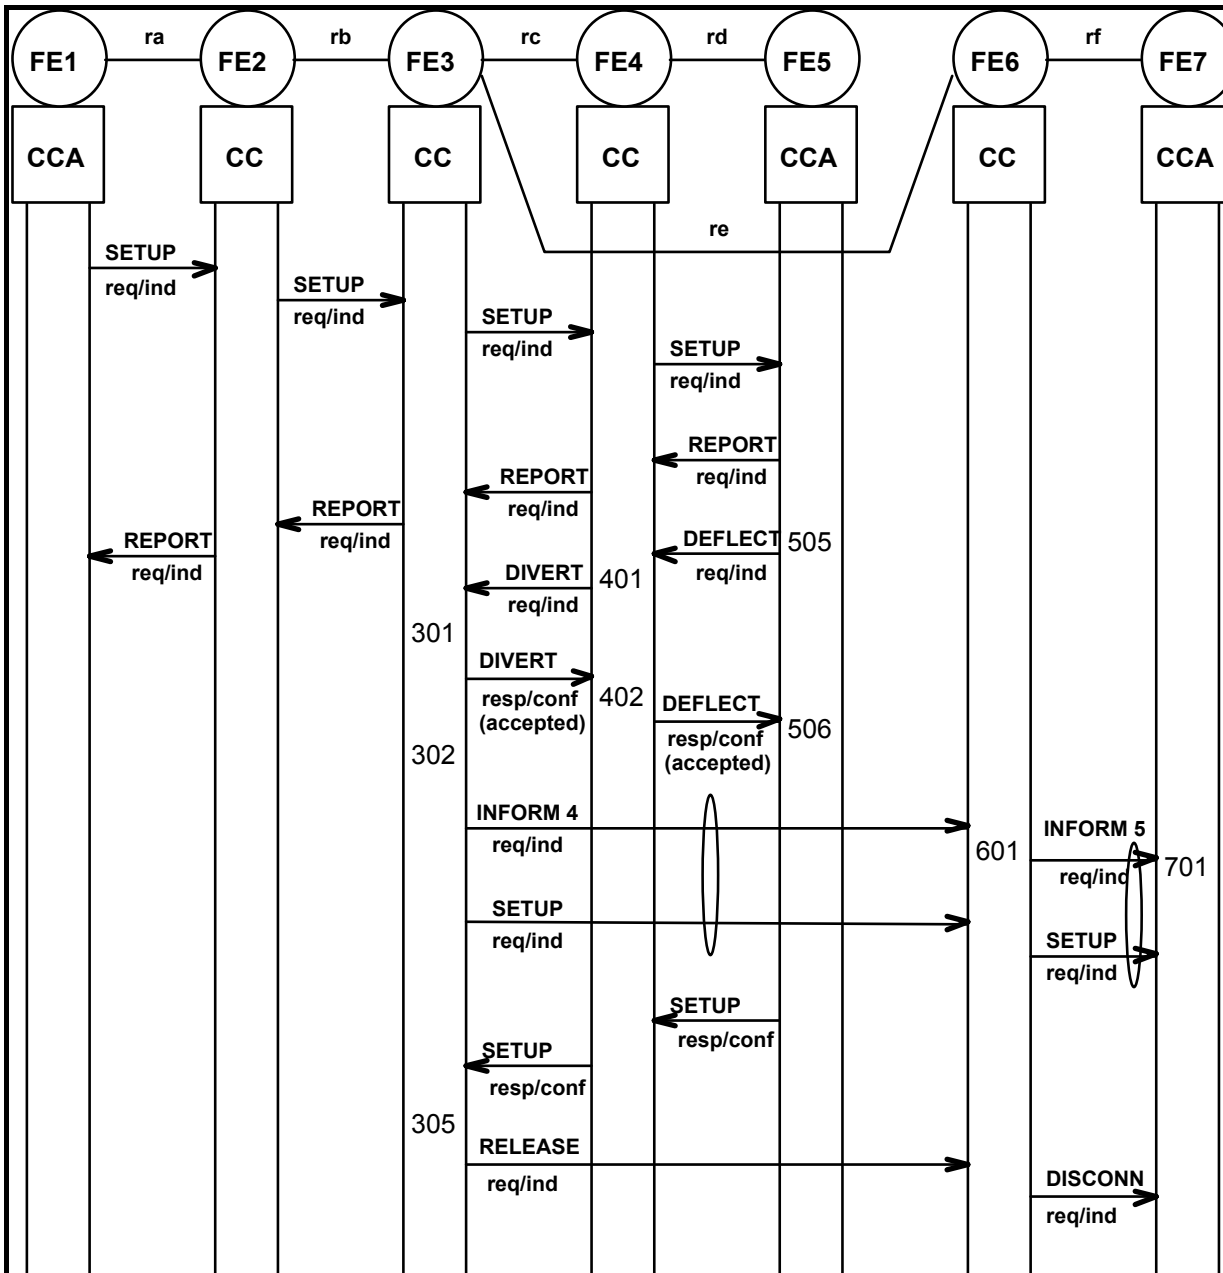 ra rb rc rd rf
FE1 FE2 FE3 FE4 FE5 FE6 FE7
CCA CC CC CC CCA CC CCA
re
SETUP
req/ind
SETUP
req/ind
SETUP
req/ind
SETUP
req/ind
REPORT
req/ind
REPORT
req/ind
REPORT
req/ind
REPORT
req/ind
DEFLECT 505
req/ind
DIVERT 401
req/ind
301
DIVERT
resp/conf 402
(accepted)
DEFLECT
resp/conf 506
(accepted)
302
INFORM 4
req/ind
601
INFORM 5
req/ind 701
SETUP
req/ind
SETUP
req/ind
SETUP
resp/conf
SETUP
resp/conf
305
RELEASE
req/ind
DISCONN
req/ind